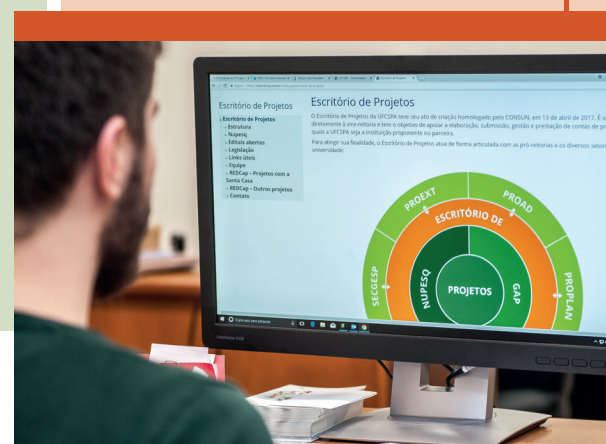 Escritório de Projetos
Escritório de Projetos
Estrutura
Nupesq
Editais abertas
Legislação
Links úteis
Equipe
REDCap - Projetos com a
Santa Casa
REDCap - Outros projetos
Contato
Escritório de Projetos
O Escritório de Projetos da UFCSPA teve seu ato de criação homologado pelo CONSUN, em 13 de abril de 2017. É
diretamente à vice-reitoria e tem o objetivo de apoiar a elaboração, submissão, gestão e prestação de contas de
quais a UFCSPA seja a instituição proponente ou parceira.
Para atingir sua finalidade, o Escritório de Projetos atua de forma articulada com as pró-reitorias e os diversos
universidade:
PROEXT
PROAD
ESCRITÓRIO DE
SECGESP
NUPESQ
PROJETOS
GAP
PROPLAN